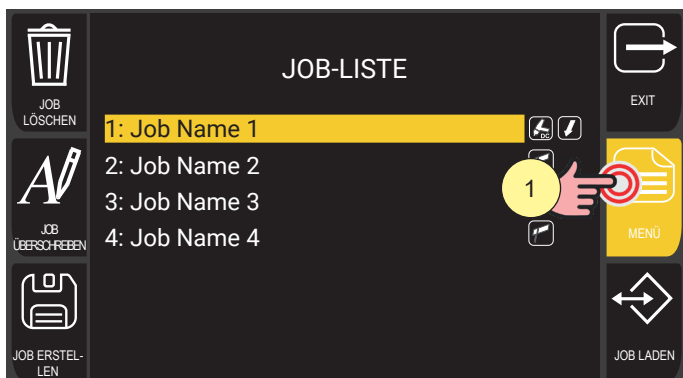 JOB-LISTE
JOB
LÖSCHEN
JOB
ÜBERSCHREIBEN
JOB ERSTEL-
LEN
1: Job Name 1
DC
2: Job Name 2
3: Job Name 3
4: Job Name 4
1
EXIT
MENÜ
JOB LADEN